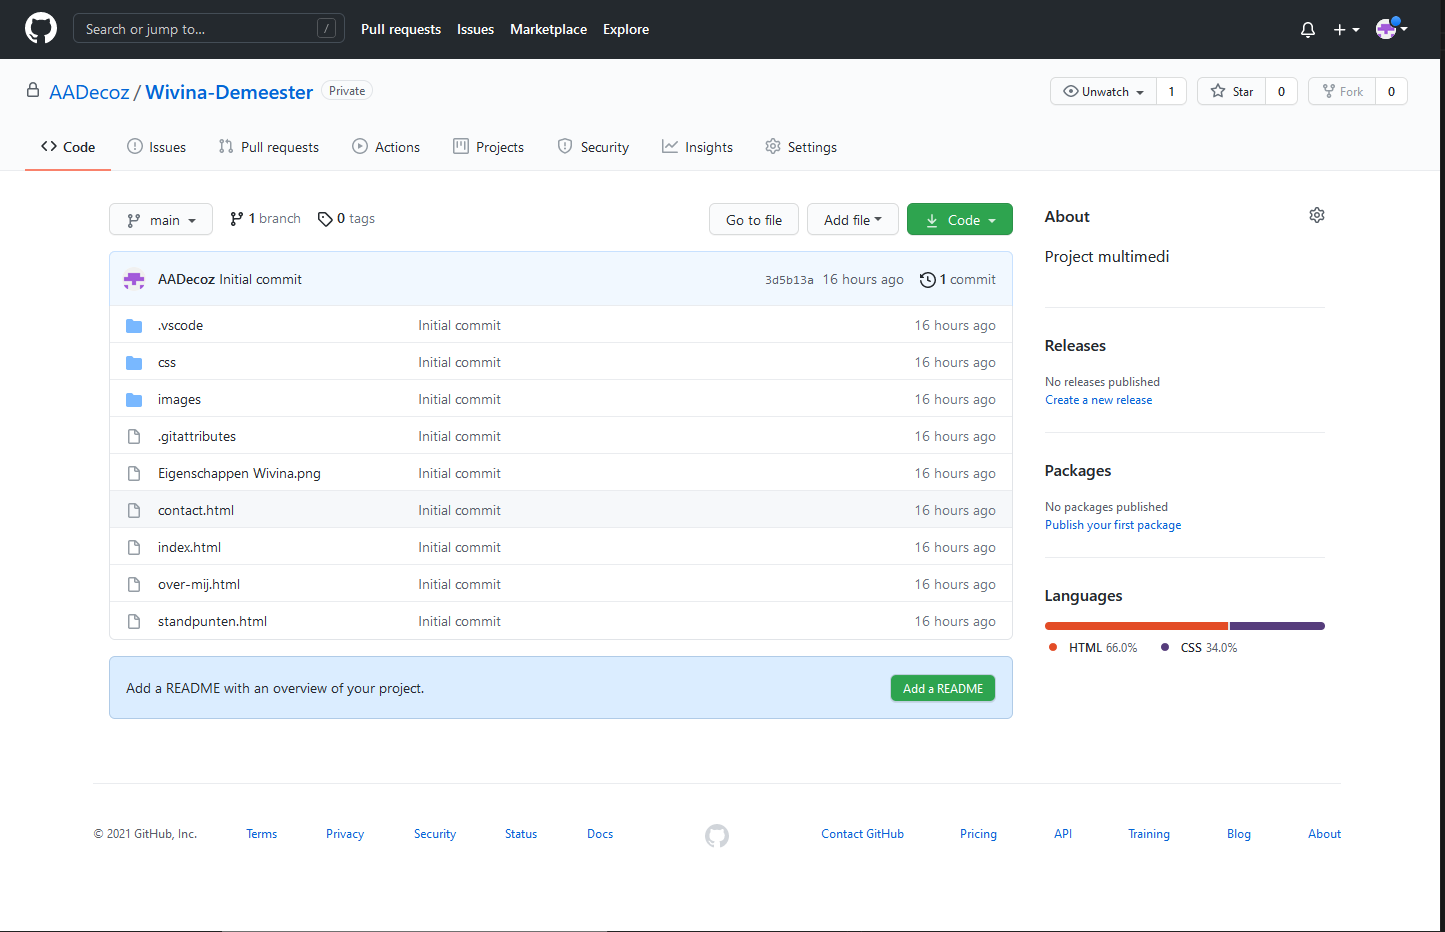 Search or jump to... / Pull requests Issues Marketplace Explore
AADecoz / Wivina-Demeester Private Unwatch 1 Star 0 Fork 0
Code Issues Pull requests Actions Projects Security Insights Settings
main 1 branch 0 tags Go to file Add file Code
AADecoz Initial commit 3d5b13a 16 hours ago 1 commit
.vscode Initial commit 16 hours ago
css Initial commit 16 hours ago
images Initial commit 16 hours ago
.gitattributes Initial commit 16 hours ago
Eigenschappen Wivina.png Initial commit 16 hours ago
contact.html Initial commit 16 hours ago
index.html Initial commit 16 hours ago
over-mij.html Initial commit 16 hours ago
standpunten.html Initial commit 16 hours ago
Add a README with an overview of your project. Add a README
About
Project multimedi
Releases
No releases published
Create a new release
Packages
No packages published
Publish your first package
Languages
HTML 66.0% CSS 34.0%
© 2021 GitHub, Inc. Terms Privacy Security Status Docs Contact GitHub Pricing API Training Blog About